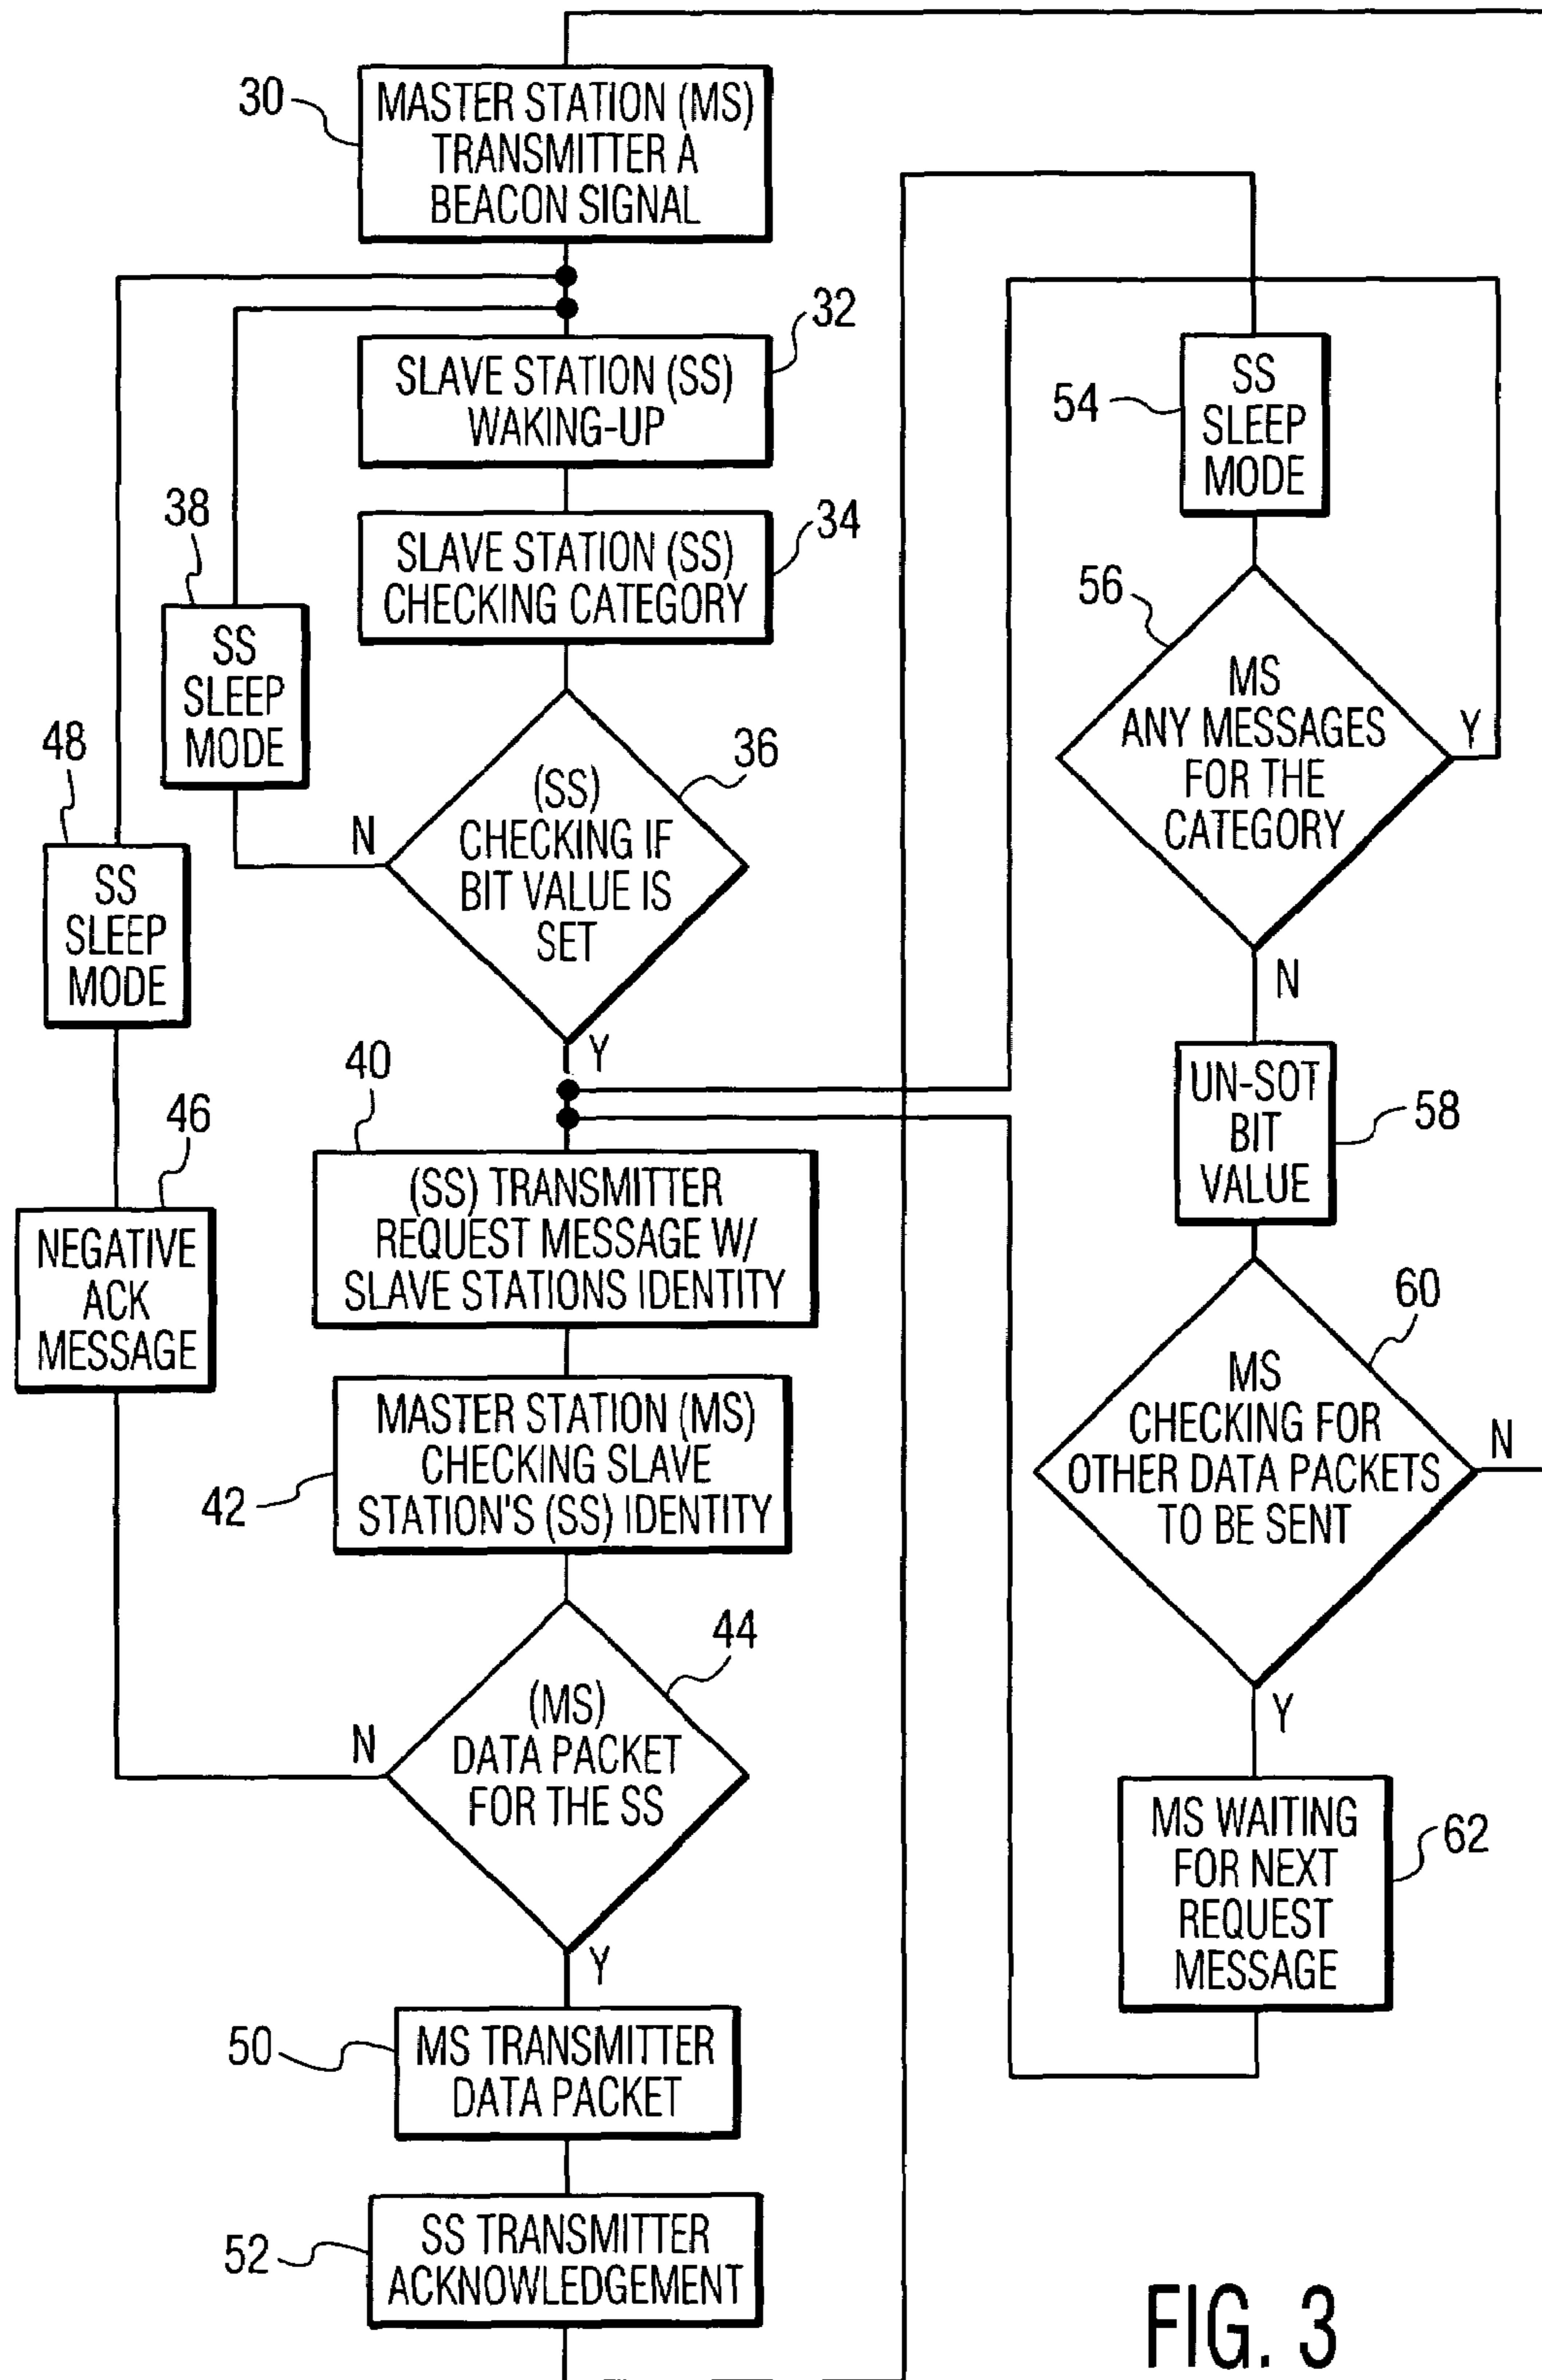 30
MASTER STATION (MS)
TRANSMITTER A
BEACON SIGNAL
32
SLAVE STATION (SS)
WAKING-UP
34
SLAVE STATION (SS)
CHECKING CATEGORY
38
SS
SLEEP
MODE
36
(SS)
CHECKING IF
BIT VALUE IS
SET
N
Y
48
SS
SLEEP
MODE
46
NEGATIVE
ACK
MESSAGE
40
(SS) TRANSMITTER
REQUEST MESSAGE W/
SLAVE STATIONS IDENTITY
42
MASTER STATION (MS)
CHECKING SLAVE
STATION'S (SS) IDENTITY
44
(MS)
DATA PACKET
FOR THE SS
N
Y
50
MS TRANSMITTER
DATA PACKET
52
SS TRANSMITTER
ACKNOWLEDGEMENT
54
SS
SLEEP
MODE
56
MS
ANY MESSAGES
FOR THE
CATEGORY
Y
N
UN-SOT
BIT
VALUE
58
60
MS
CHECKING FOR
OTHER DATA PACKETS
TO BE SENT
N
Y
MS WAITING
FOR NEXT
REQUEST
MESSAGE
62
FIG. 3